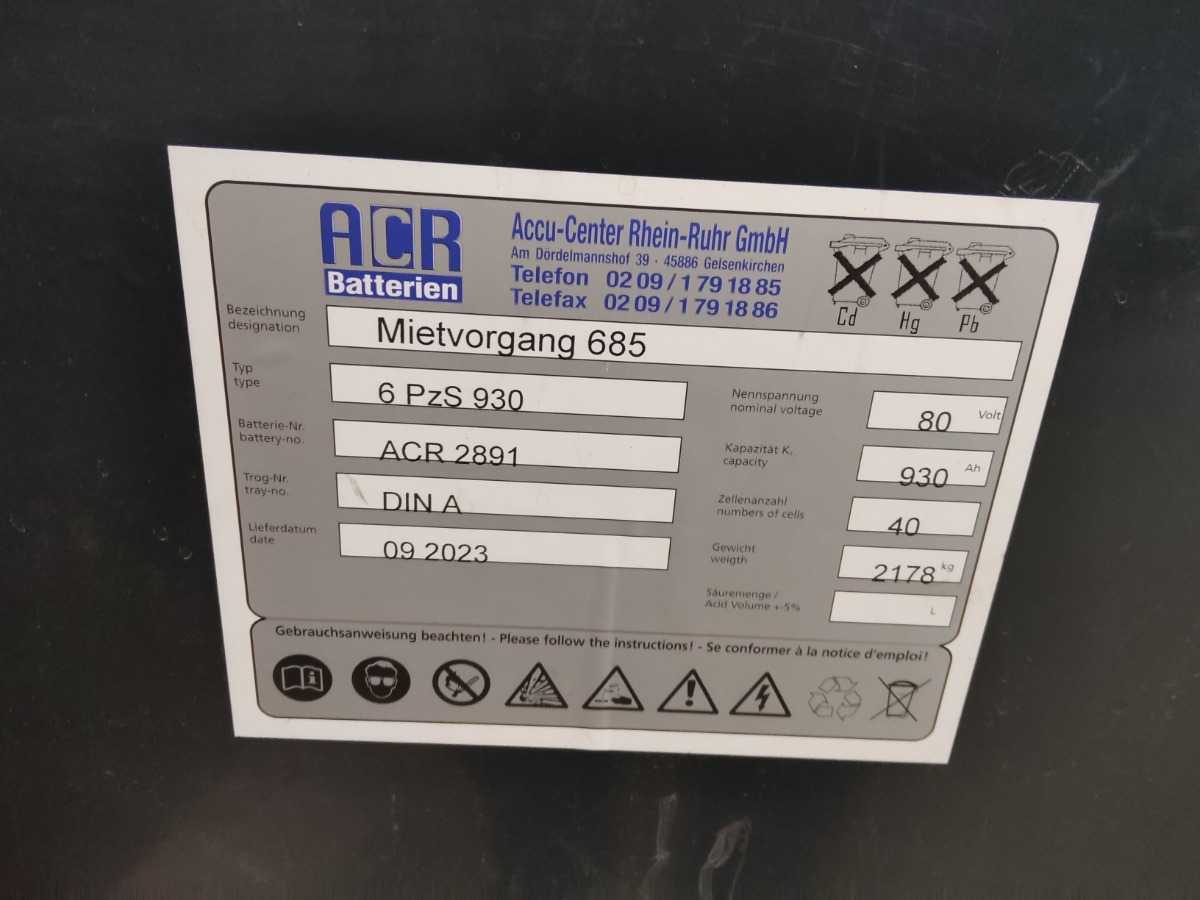 ACR
Batterien
Accu-Center Rhein-Ruhr GmbH
Am Dördelmannshof 39 · 45886 Gelsenkirchen
Telefon 02 09 / 1 79 18 85
Telefax 02 09 / 1 79 18 86
Cd Hg Pb
Bezeichnung
designation
Mietvorgang 685
Typ
type
6 PzS 930
Batterie-Nr.
battery-no.
ACR 2891
Trog-Nr.
tray-no.
DIN A
Lieferdatum
date
09 2023
Nennspannung
nominal voltage
80 Volt
Kapazität K.
capacity
930 Ah
Zellenanzahl
numbers of cells
40
Gewicht
weigth
2178 kg
Säuremenge /
Acid Volume +-5%
L
Gebrauchsanweisung beachten! - Please follow the instructions! - Se conformer à la notice d'emploi!